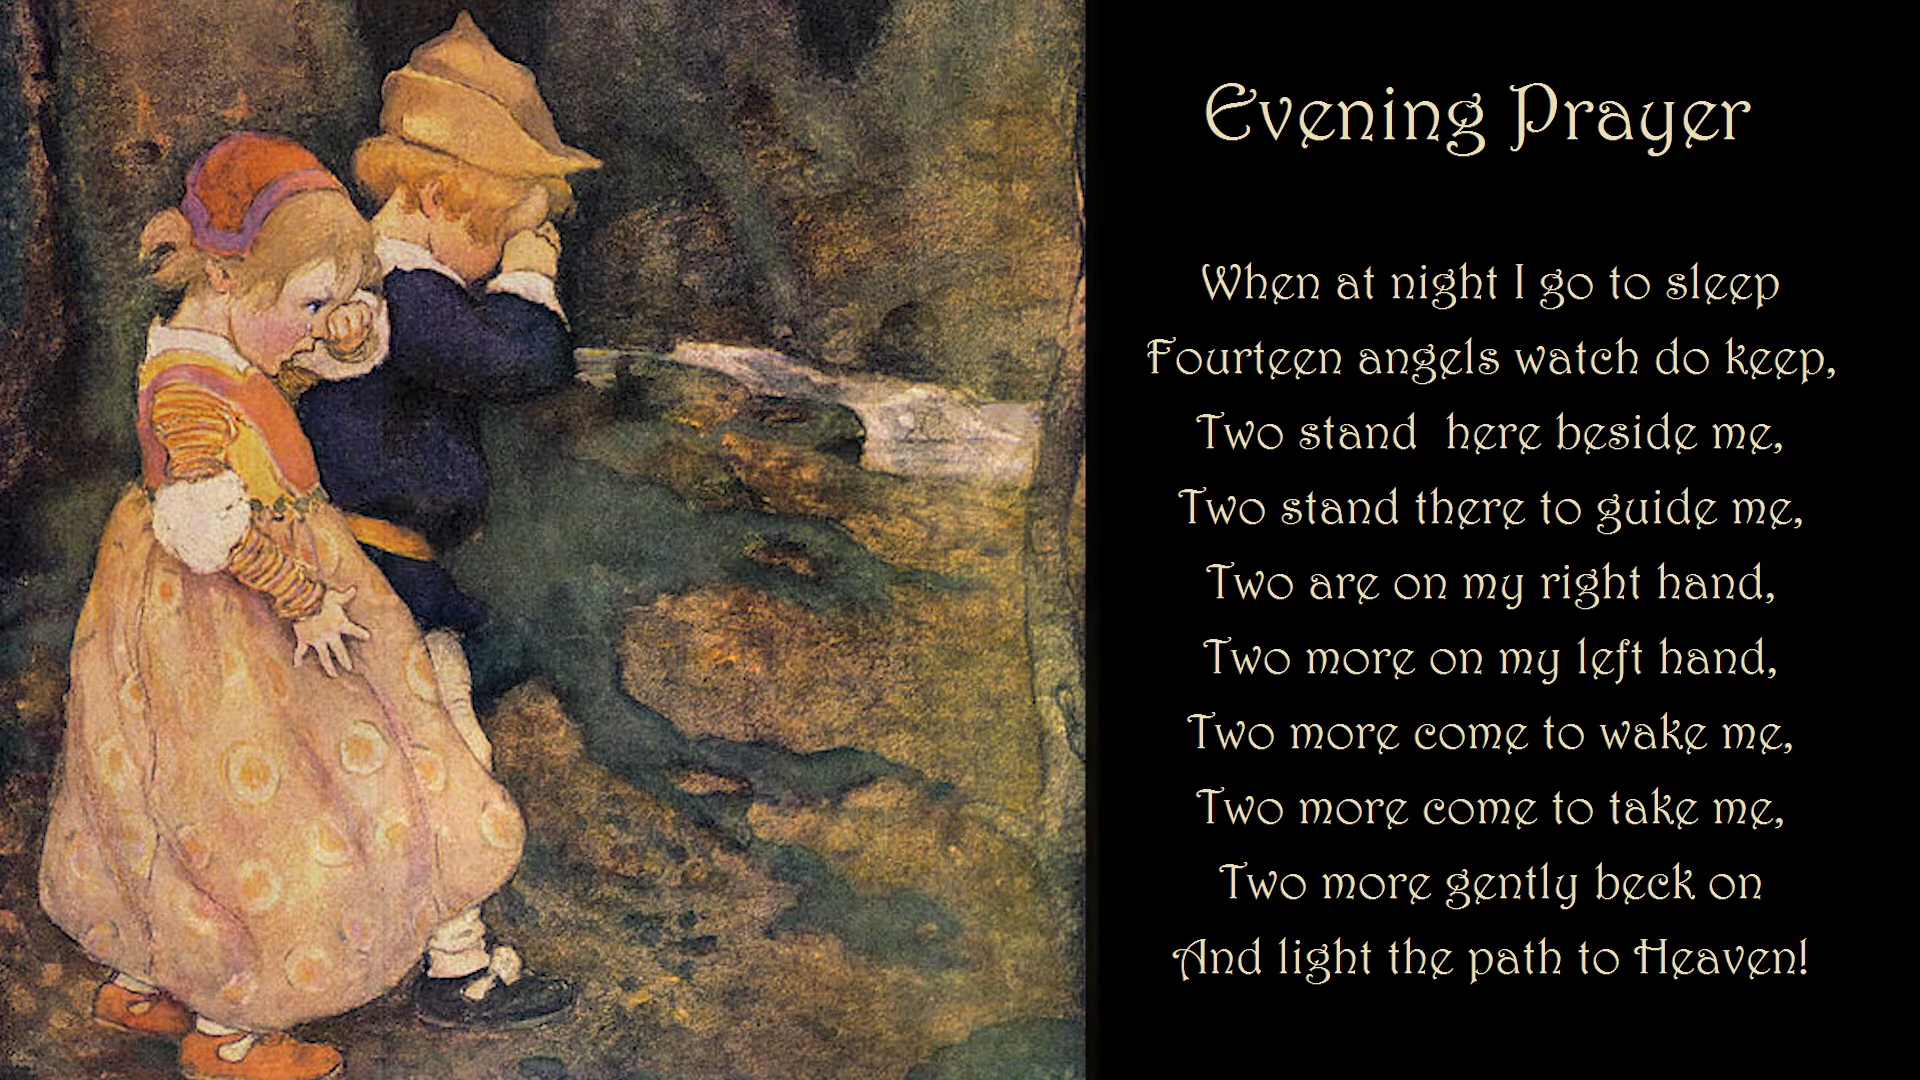 Evening Prayer
When at night I go to sleep
Fourteen angels watch do keep,
Two stand here beside me,
Two stand there to guide me,
Two are on my right hand,
Two more on my left hand,
Two more come to wake me,
Two more come to take me,
Two more gently beck on
And light the path to Heaven!